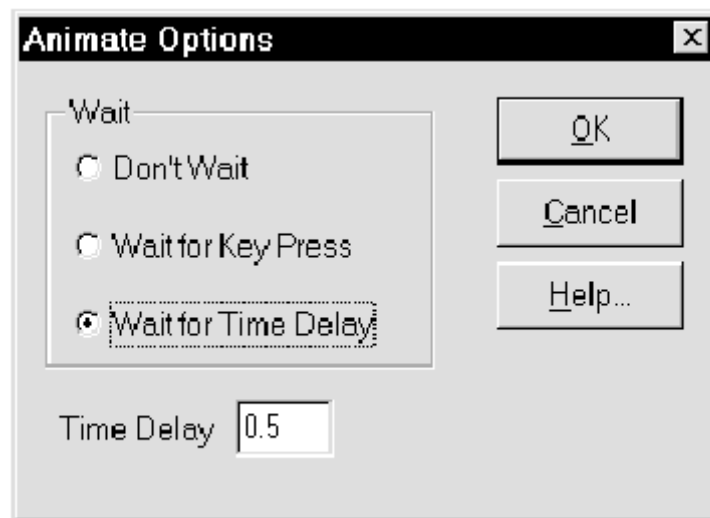 Animate Options
Wait
Don't Wait
Wait for Key Press
Wait for Time Delay
Time Delay 0.5
OK
Cancel
Help...